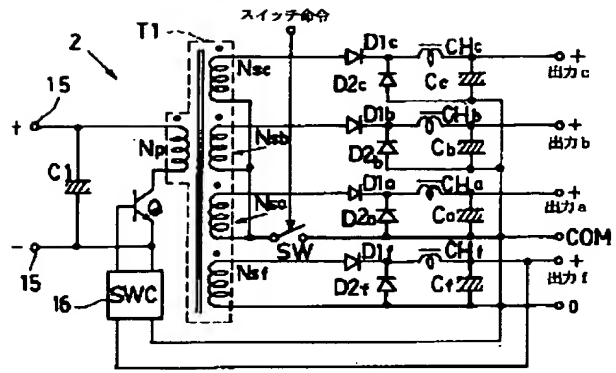 スイッチ命令
T1
2
15
+
C1
Np1
Q
-
15
16
SWC
Nsc
Nsb
Nsa
Nsf
SW
D1c
D2c
CHc
Cc
+
出力c
D1b
D2b
CHb
Cb
+
出力b
D1a
D2a
CHa
Ca
+
出力a
COM
D1f
D2f
CHf
Cf
+
出力f
0